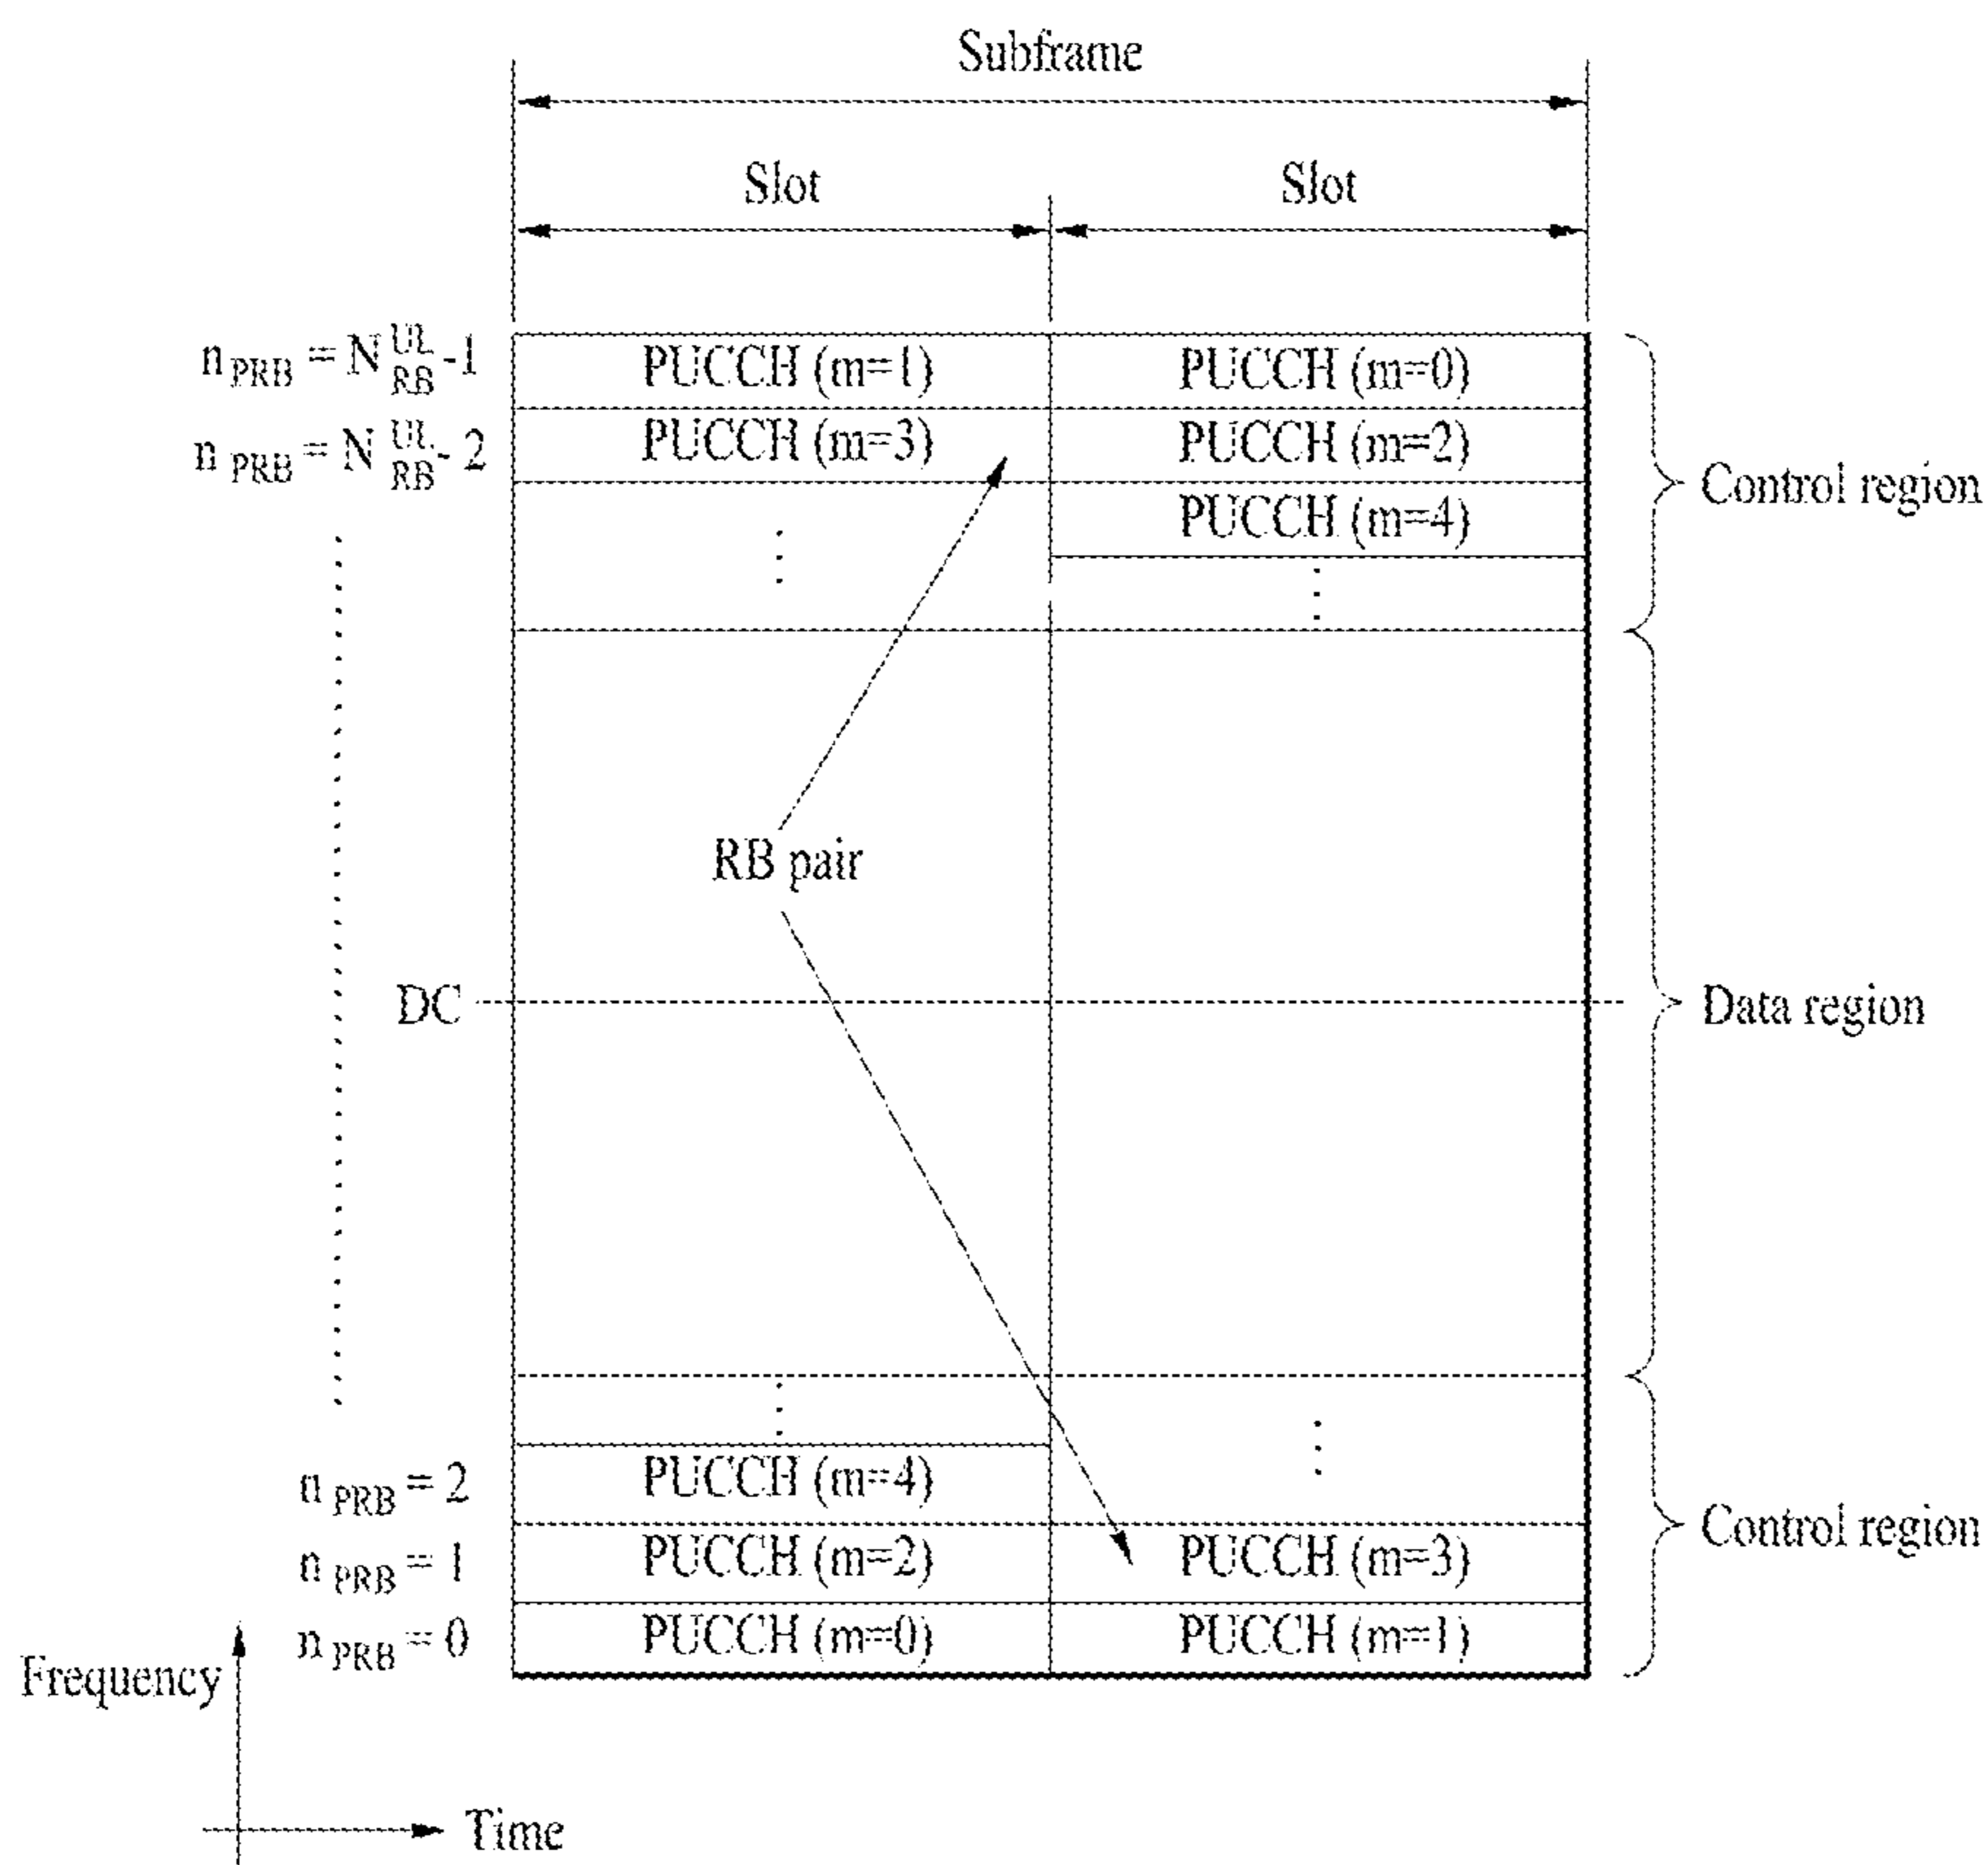 Subframe
Slot Slot
n PRB = N UL RB -1 PUCCH (m=1) PUCCH (m=0)
n PRB = N UL RB - 2 PUCCH (m=3) PUCCH (m=2)
Control region
PUCCH (m=4)
RB pair
DC
Data region
n PRB = 2 PUCCH (m=4)
Control region
n PRB = 1 PUCCH (m=2) PUCCH (m=3)
n PRB = 0 PUCCH (m=0) PUCCH (m=1)
Frequency
Time